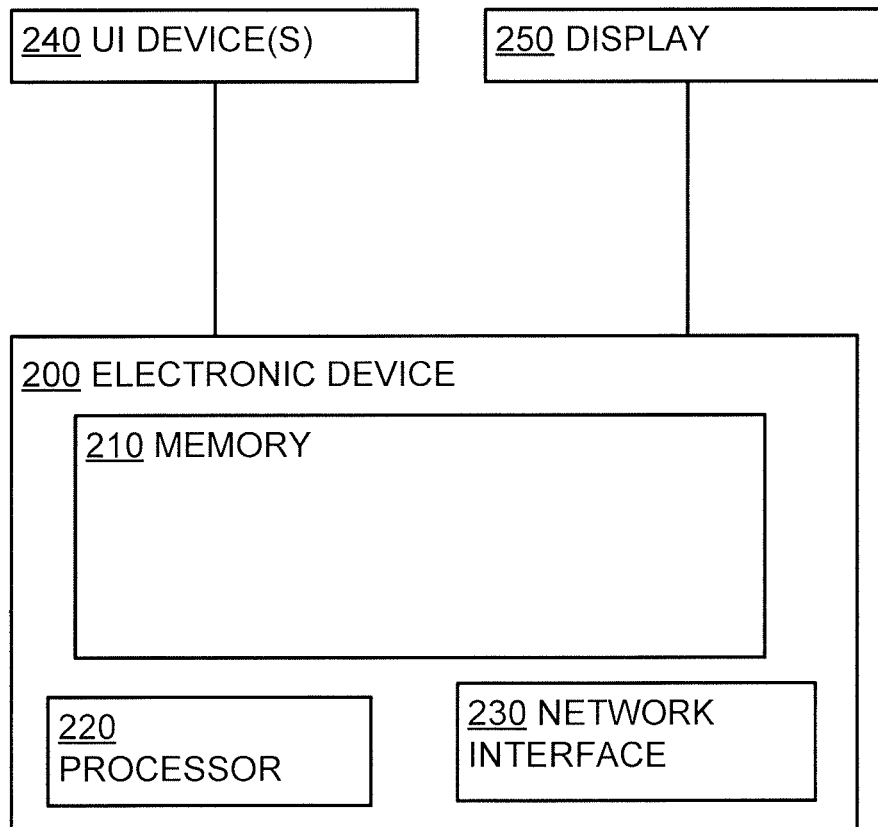 240 UI DEVICE(S)
250 DISPLAY
200 ELECTRONIC DEVICE
210 MEMORY
220
PROCESSOR
230 NETWORK
INTERFACE